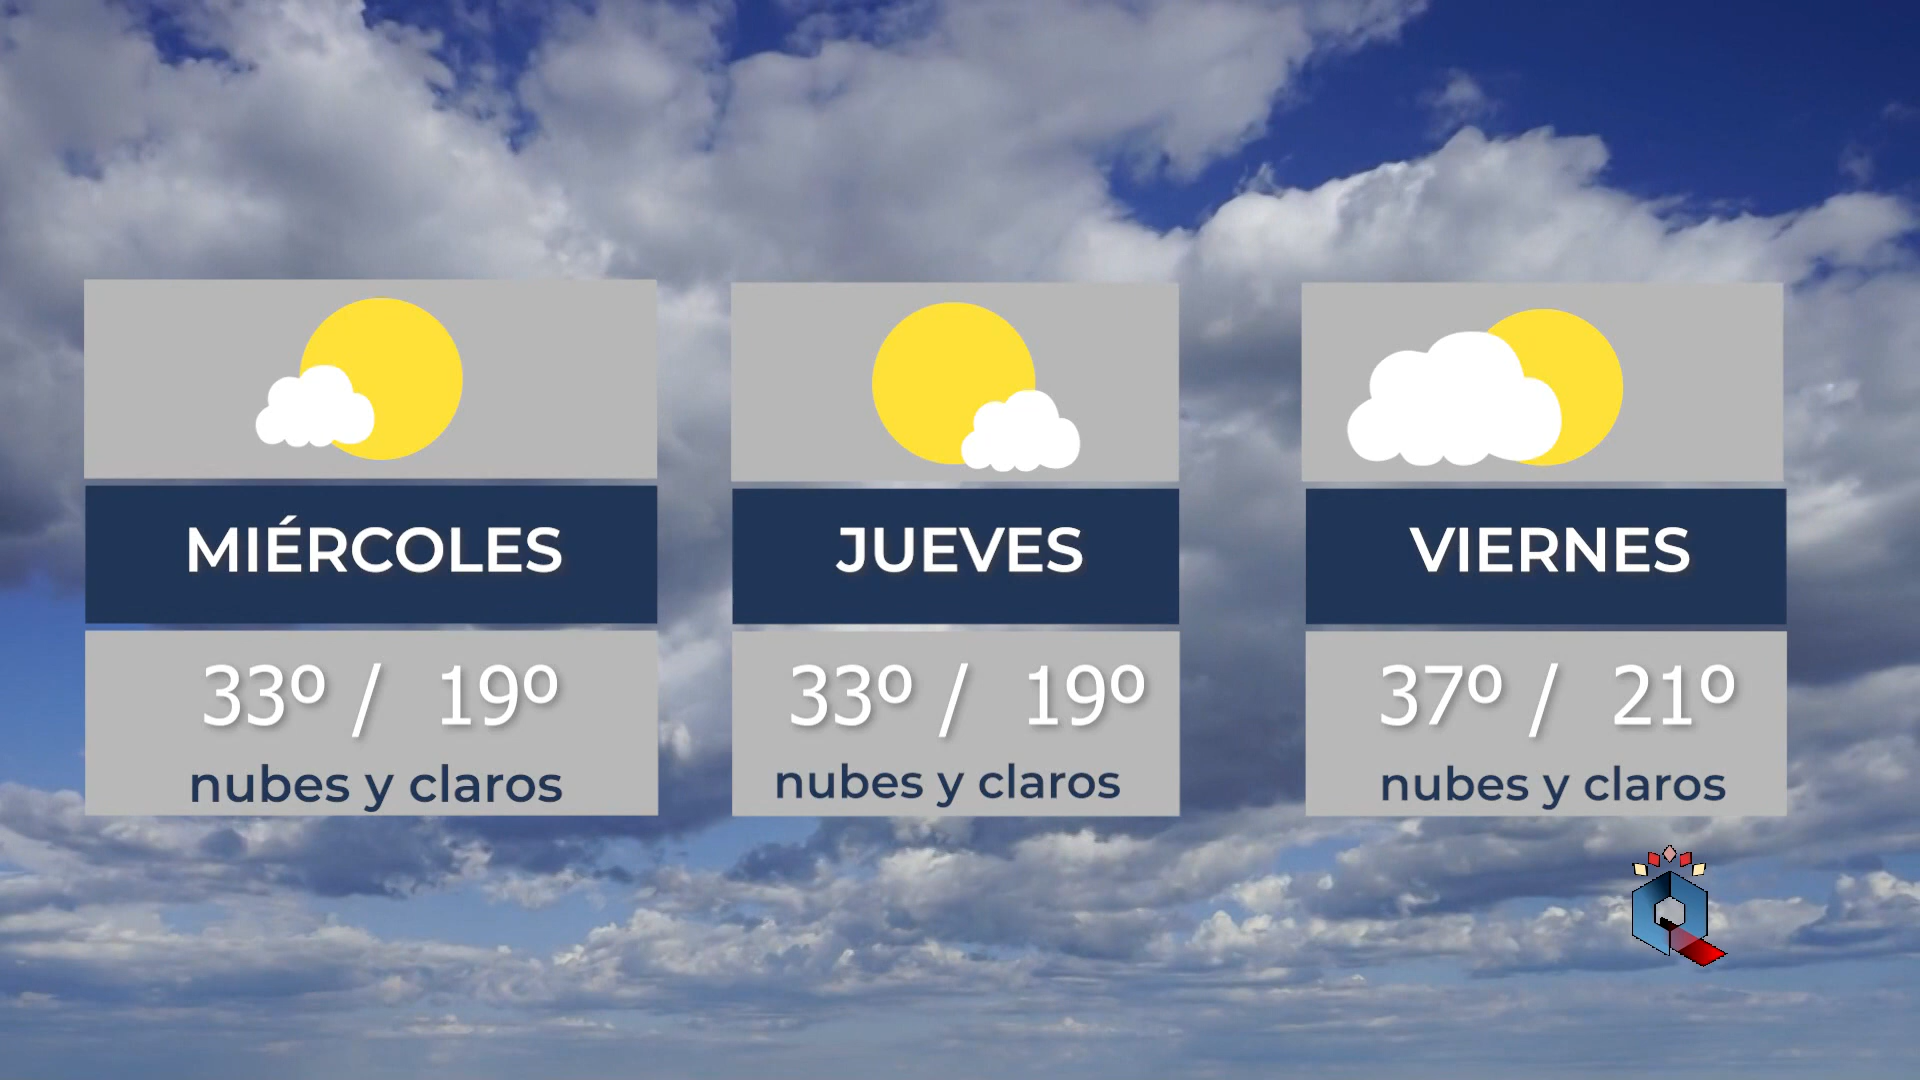 MIÉRCOLES
33º / 19º
nubes y claros
JUEVES
33º / 19º
nubes y claros
VIERNES
37º / 21º
nubes y claros